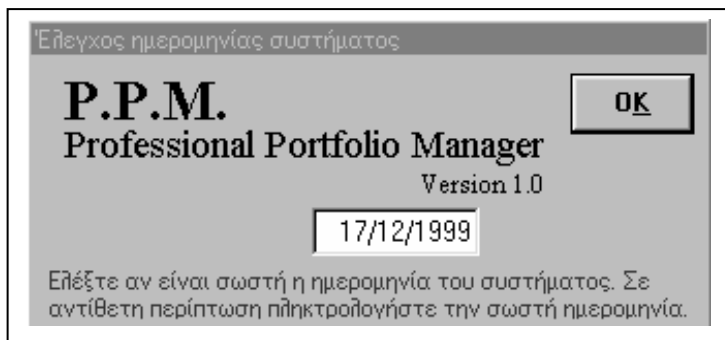 Έλεγχος ημερομηνίας συστήματος
P.P.M.
OK
Professional Portfolio Manager
Version 1.0
17/12/1999
Ελέξτε αν είναι σωστή η ημερομηνία του συστήματος. Σε
αντίθετη περίπτωση πληκτρολογήστε την σωστή ημερομηνία.